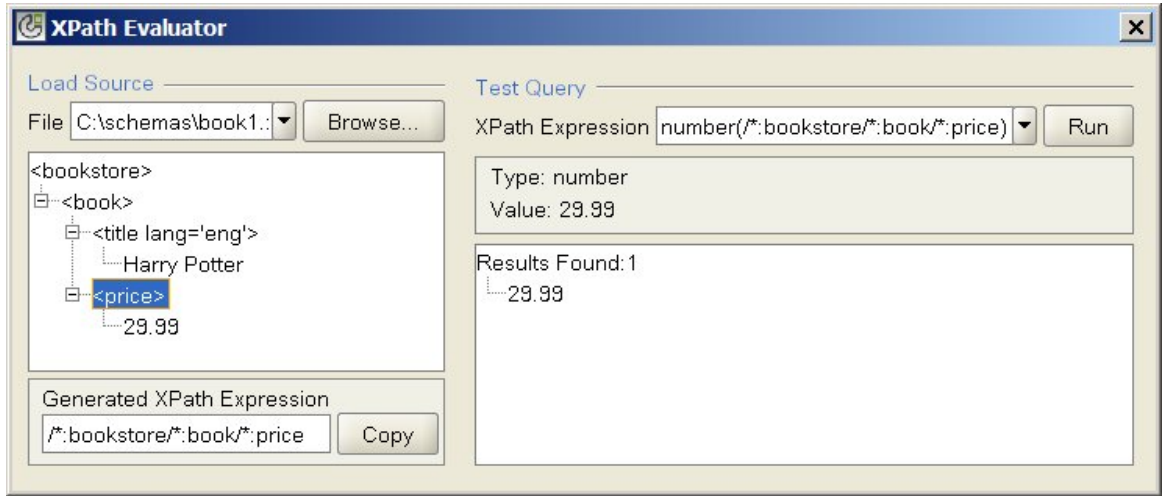 XPath Evaluator
Load Source
File C:\schemas\book1.: Browse...
<bookstore>
<book>
<title lang='eng'>
Harry Potter
<price>
29.99
Generated XPath Expression
/*:bookstore/*:book/*:price Copy
Test Query
XPath Expression number(/*:bookstore/*:book/*:price) Run
Type: number
Value: 29.99
Results Found:1
29.99